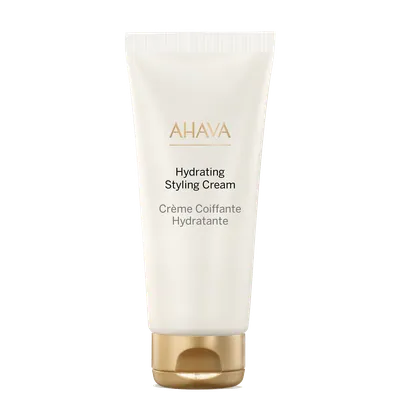 AHAVA
Hydrating
Styling Cream
Crème Coiffante
Hydratante